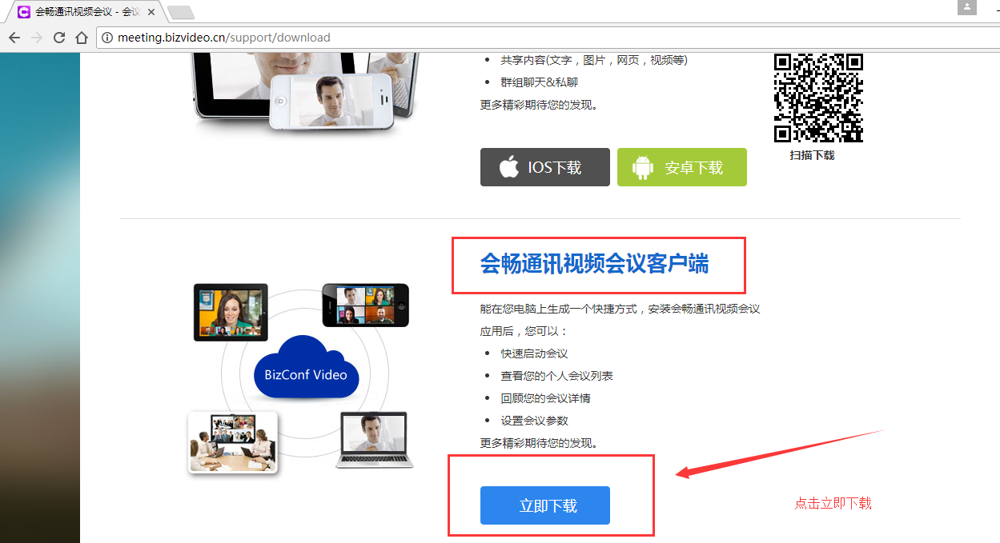 会畅通讯视频会议 - 会议
meeting.bizvideo.cn/support/download
共享内容(文字，图片，网页，视频等)
群组聊天&私聊
更多精彩期待您的发现。
扫描下载
IOS下载
安卓下载
会畅通讯视频会议客户端
能在您电脑上生成一个快捷方式，安装会畅通讯视频会议
应用后，您可以：
快速启动会议
查看您的个人会议列表
回顾您的会议详情
设置会议参数
更多精彩期待您的发现。
BizConf Video
立即下载
点击立即下载